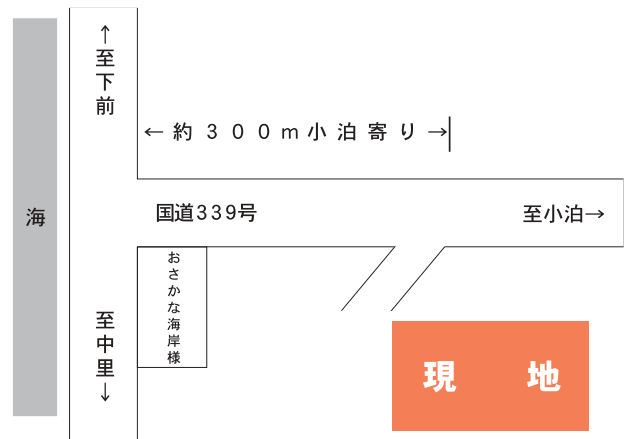 ↑至下前
←約300m小泊寄り→
海
国道339号
至小泊→
おさかな海岸様
至中里↓
現 地